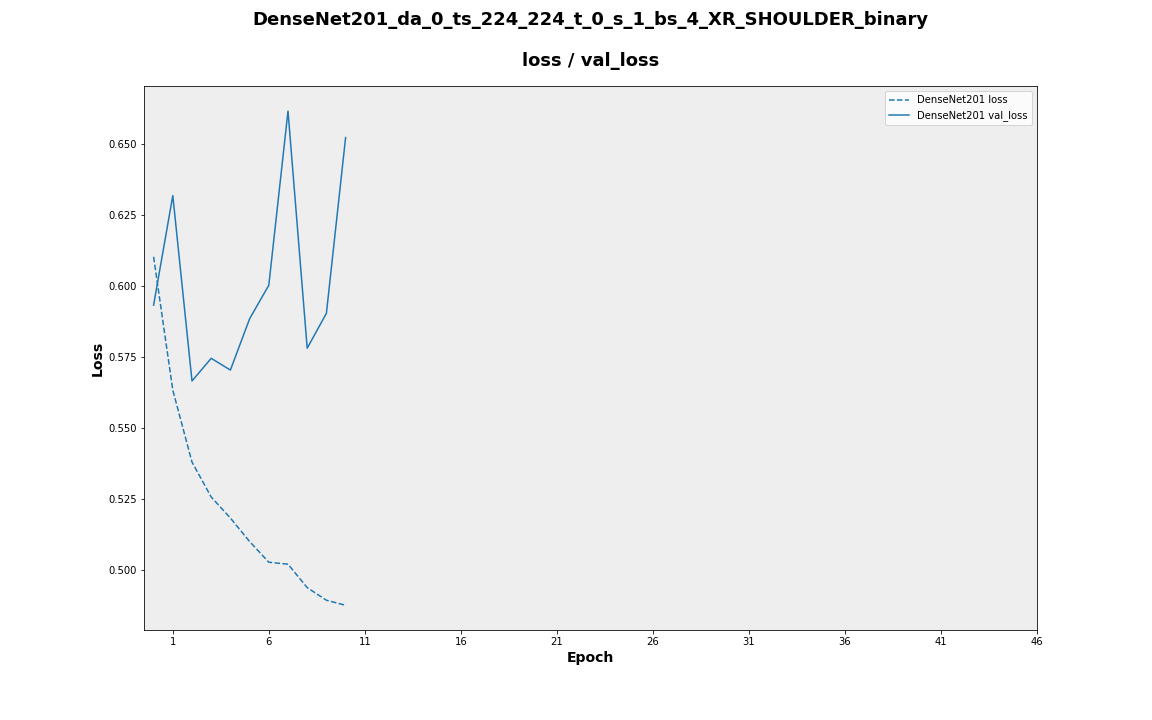 DenseNet201_da_0_ts_224_224_t_0_s_1_bs_4_XR_SHOULDER_binary
loss / val_loss
DenseNet201 loss
DenseNet201 val_loss
0.650
0.625
0.600
0.575
0.550
0.525
0.500
Loss
1 6 11 16 21 26 31 36 41 46
Epoch